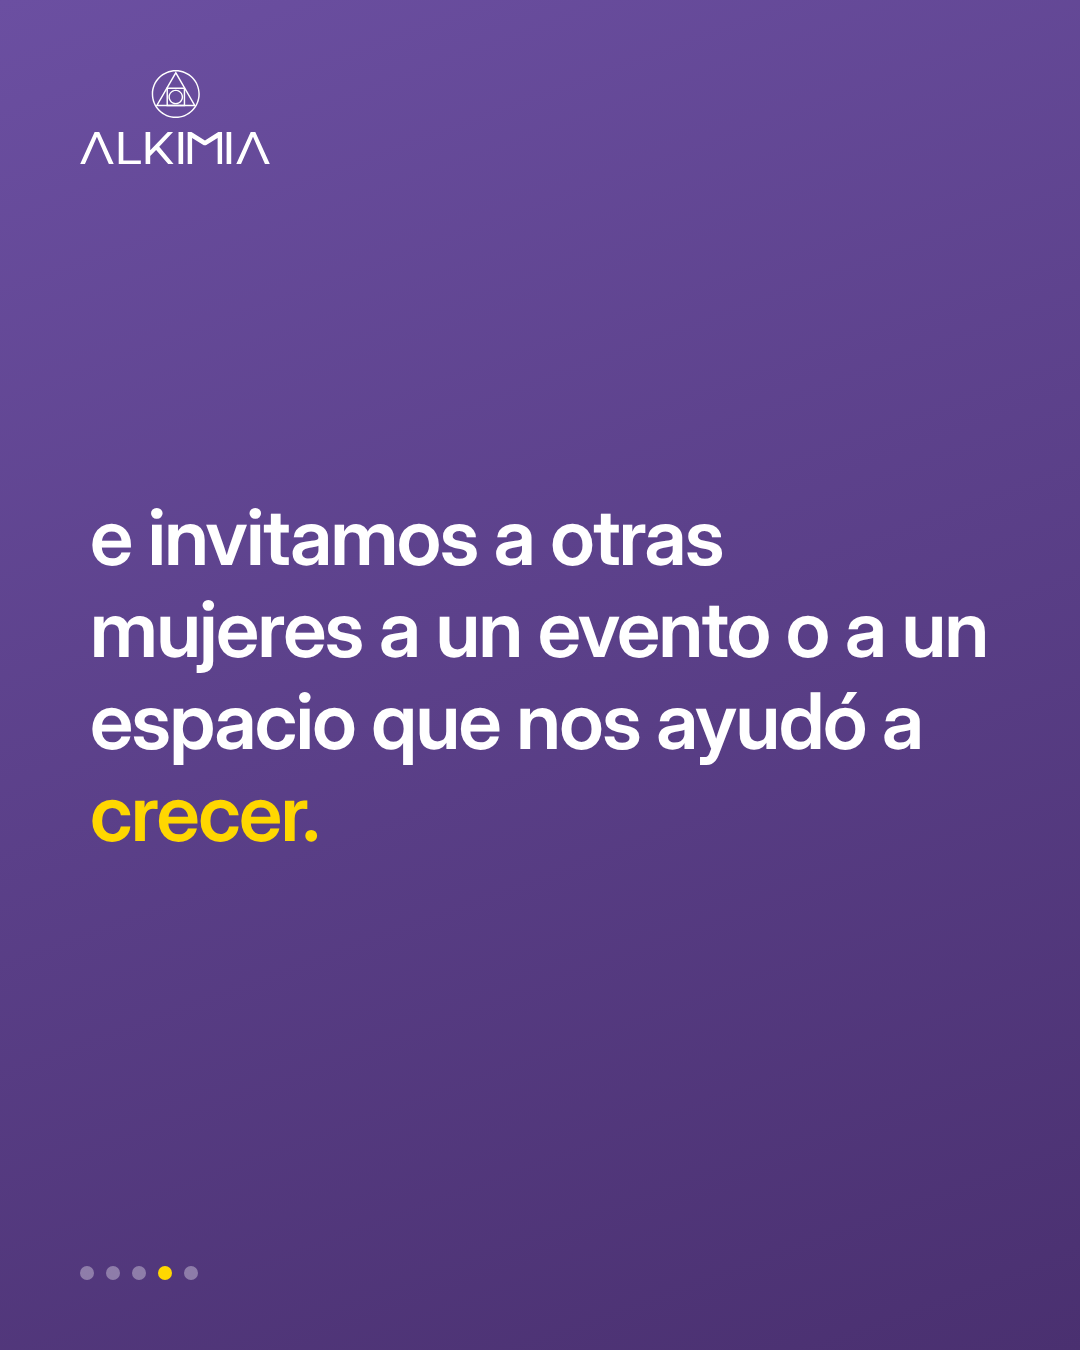 ALKIMIA
e invitamos a otras
mujeres a un evento o a un
espacio que nos ayudó a
crecer.